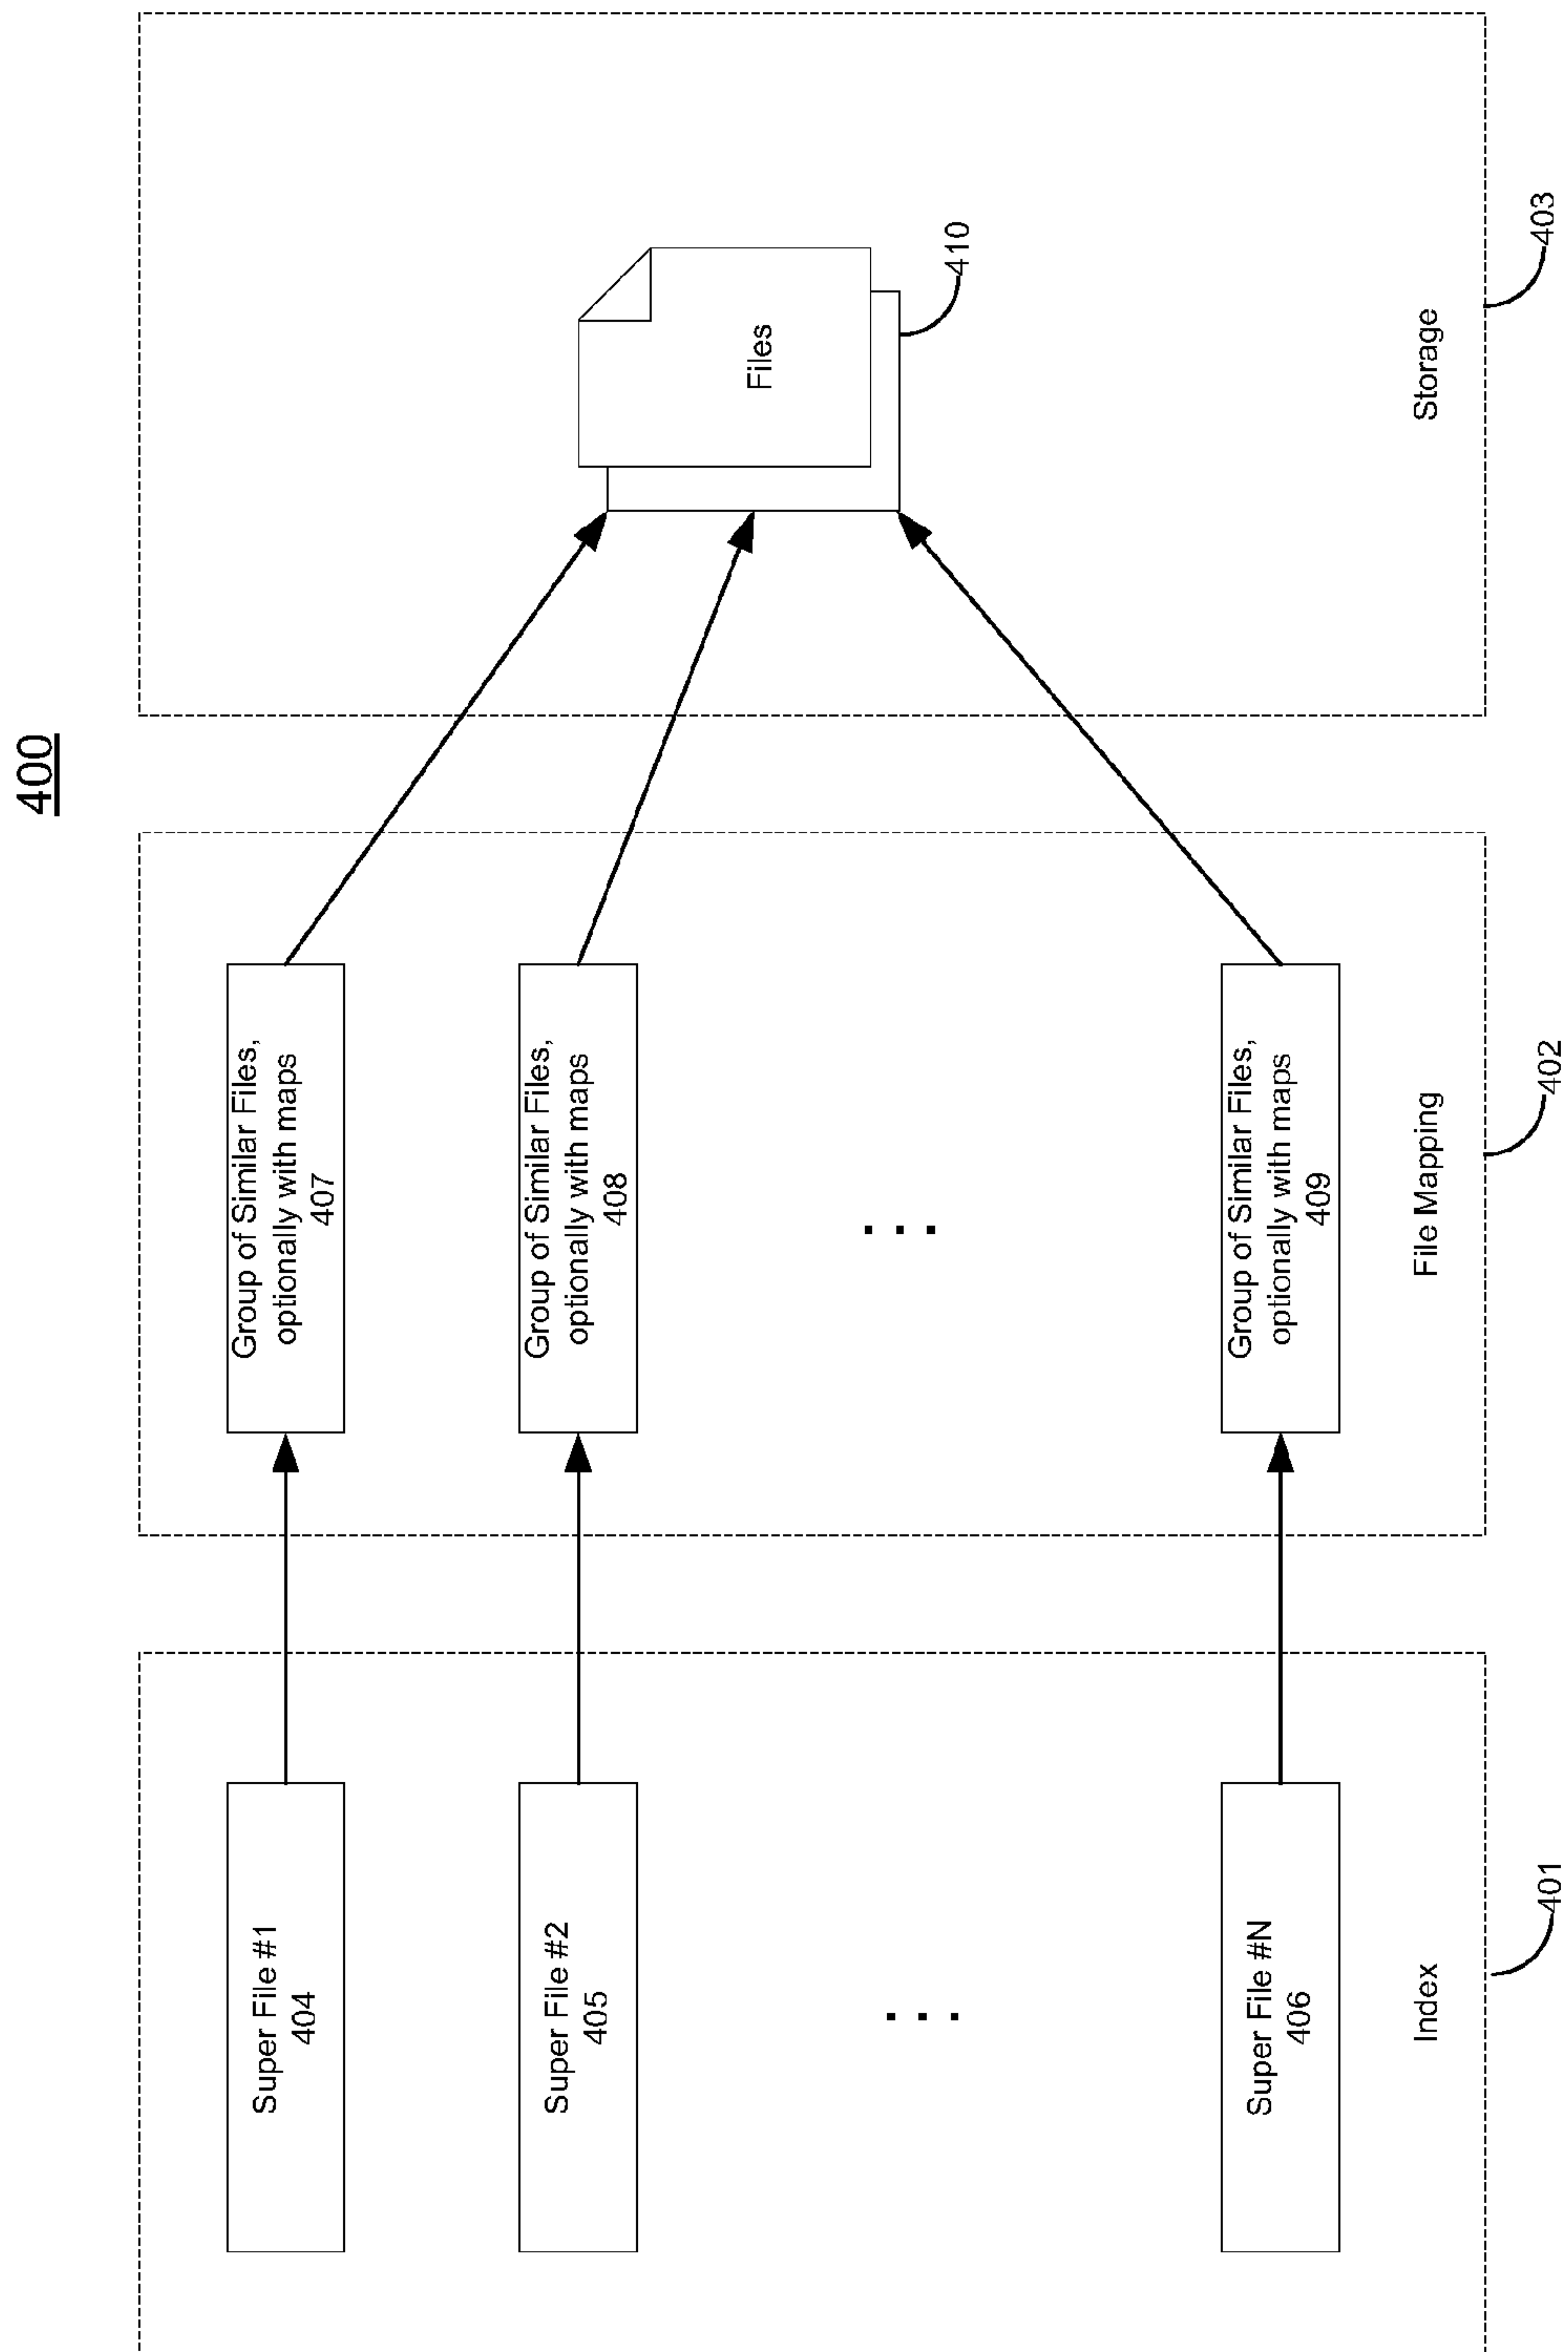 400
Super File #1
404
Group of Similar Files,
optionally with maps
407
Super File #2
405
Group of Similar Files,
optionally with maps
408
Files
410
. . .
. . .
Super File #N
406
Group of Similar Files,
optionally with maps
409
Index
File Mapping
Storage
401
402
403